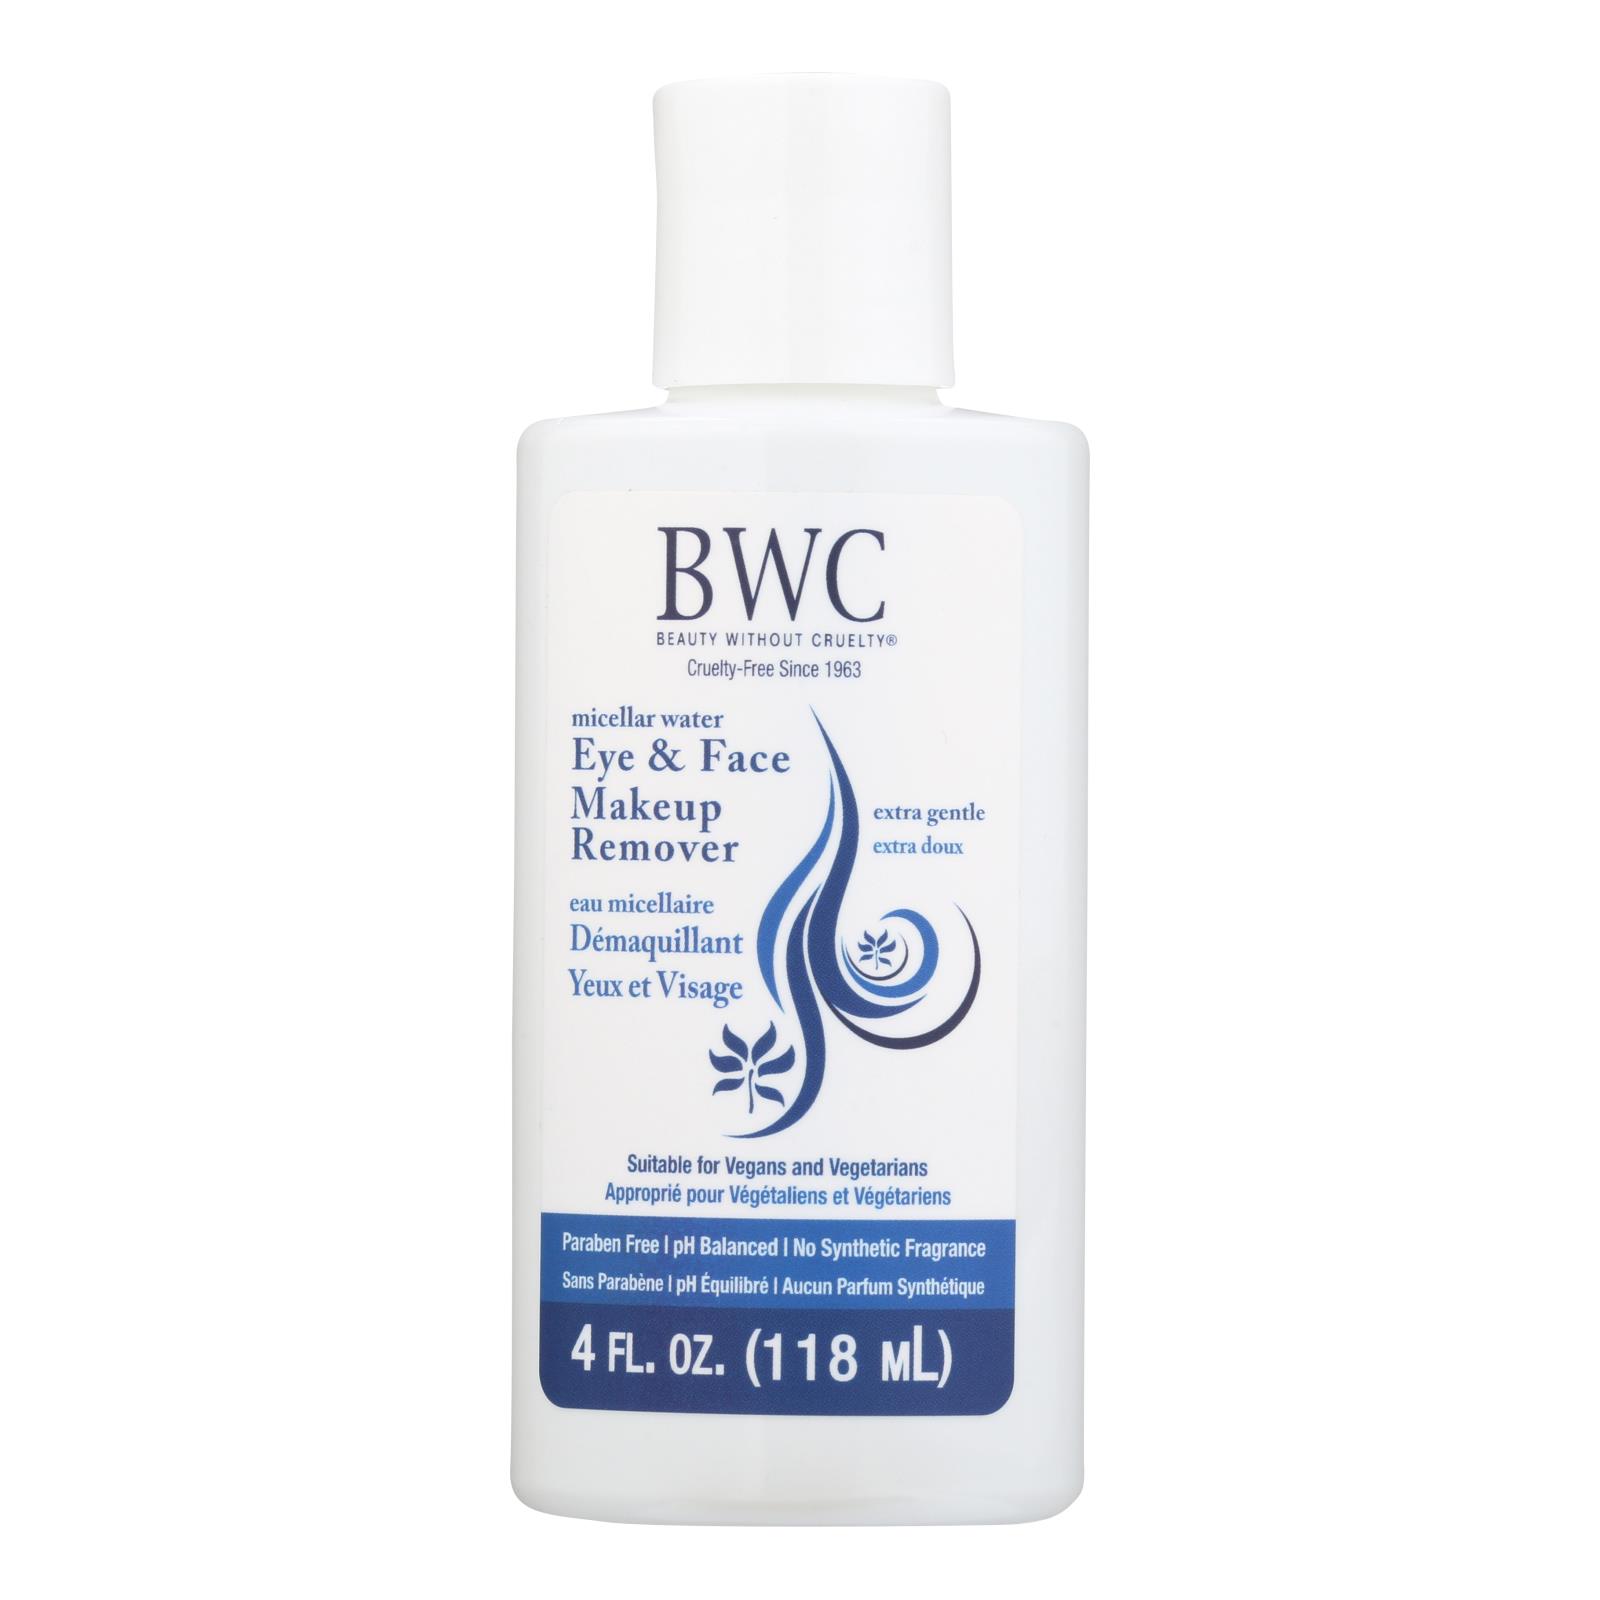 BWC
BEAUTY WITHOUT CRUELTY®
Cruelty-Free Since 1963
micellar water
Eye & Face
Makeup
Remover
extra gentle
extra doux
eau micellaire
Démaquillant
Yeux et Visage
Suitable for Vegans and Vegetarians
Approprié pour Végétaliens et Végétariens
Paraben Free | pH Balanced | No Synthetic Fragrance
Sans Parabène | pH Équilibré | Aucun Parfum Synthétique
4 FL. OZ. (118 mL)